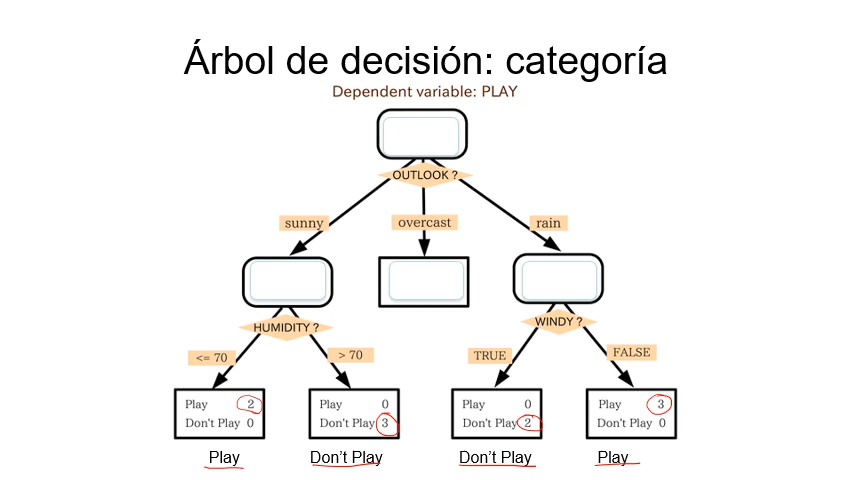 Árbol de decisión: categoría
Dependent variable: PLAY
OUTLOOK ?
sunny
overcast
rain
HUMIDITY ?
WINDY ?
<= 70
> 70
TRUE
FALSE
Play 2
Don't Play 0
Play 0
Don't Play 3
Play 0
Don't Play 2
Play 3
Don't Play 0
Play
Don't Play
Don't Play
Play